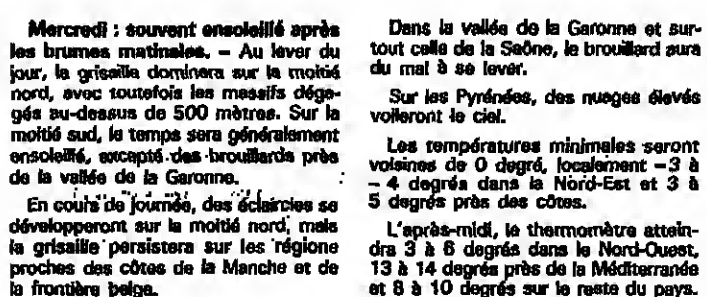 Mercredi : souvent ensoleillé après
les brumes matinales. – Au lever du
jour, la grisaille dominera sur la moitié
nord, avec toutefois les massifs déga-
gés au-dessus de 500 mètres. Sur la
moitié sud, le temps sera généralement
ensoleillé, excepté des brouillards près
de la vallée de la Garonne.
En cours de journée, des éclaircies se
développeront sur la moitié nord, mais
la grisaille persistera sur les régions
proches des côtes de la Manche et de
la frontière belge.
Dans la vallée de la Garonne et sur-
tout celle de la Saône, le brouillard aura
du mal à se lever.
Sur les Pyrénées, des nuages élevés
voileront le ciel.
Les températures minimales seront
voisines de 0 degré, localement – 3 à
– 4 degrés dans le Nord-Est et 3 à
5 degrés près des côtes.
L'après-midi, le thermomètre attein-
dra 3 à 6 degrés dans le Nord-Ouest,
13 à 14 degrés près de la Méditerranée
et 8 à 10 degrés sur le reste du pays.